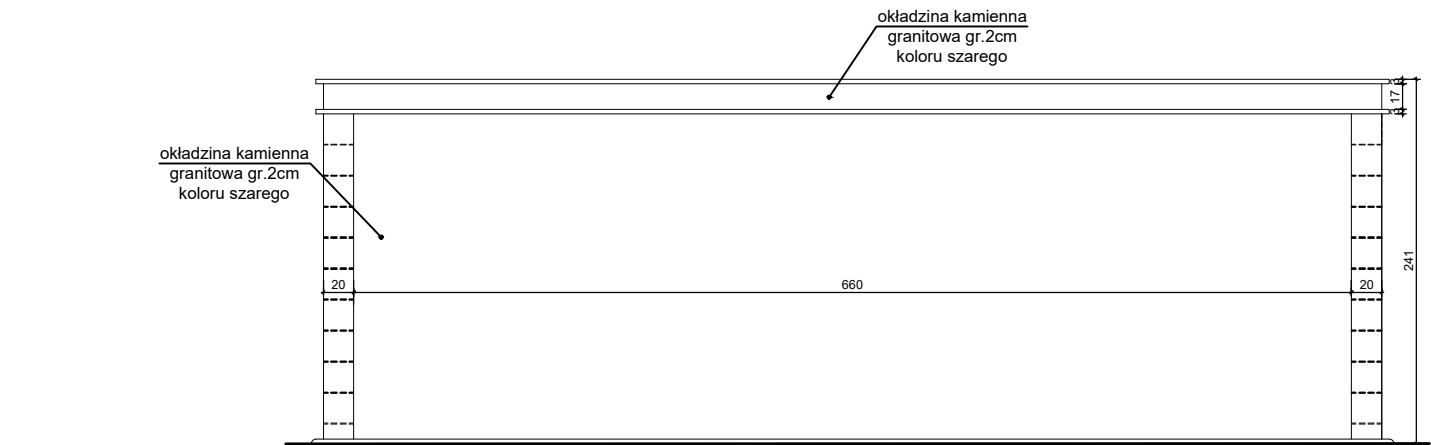 okładzina kamienna
granitowa gr.2cm
koloru szarego
okładzina kamienna
granitowa gr.2cm
koloru szarego
17
241
20
660
20